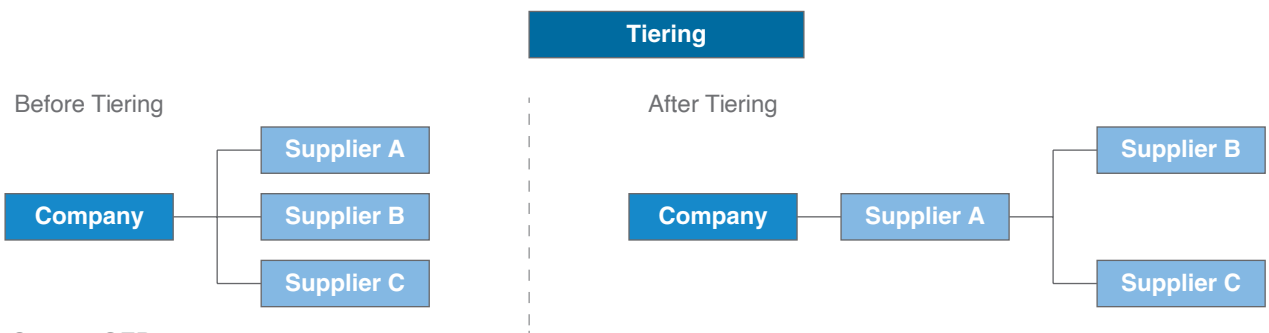 Tiering
Before Tiering
After Tiering
Supplier A
Supplier B
Company
Supplier B
Company
Supplier A
Supplier C
Supplier C